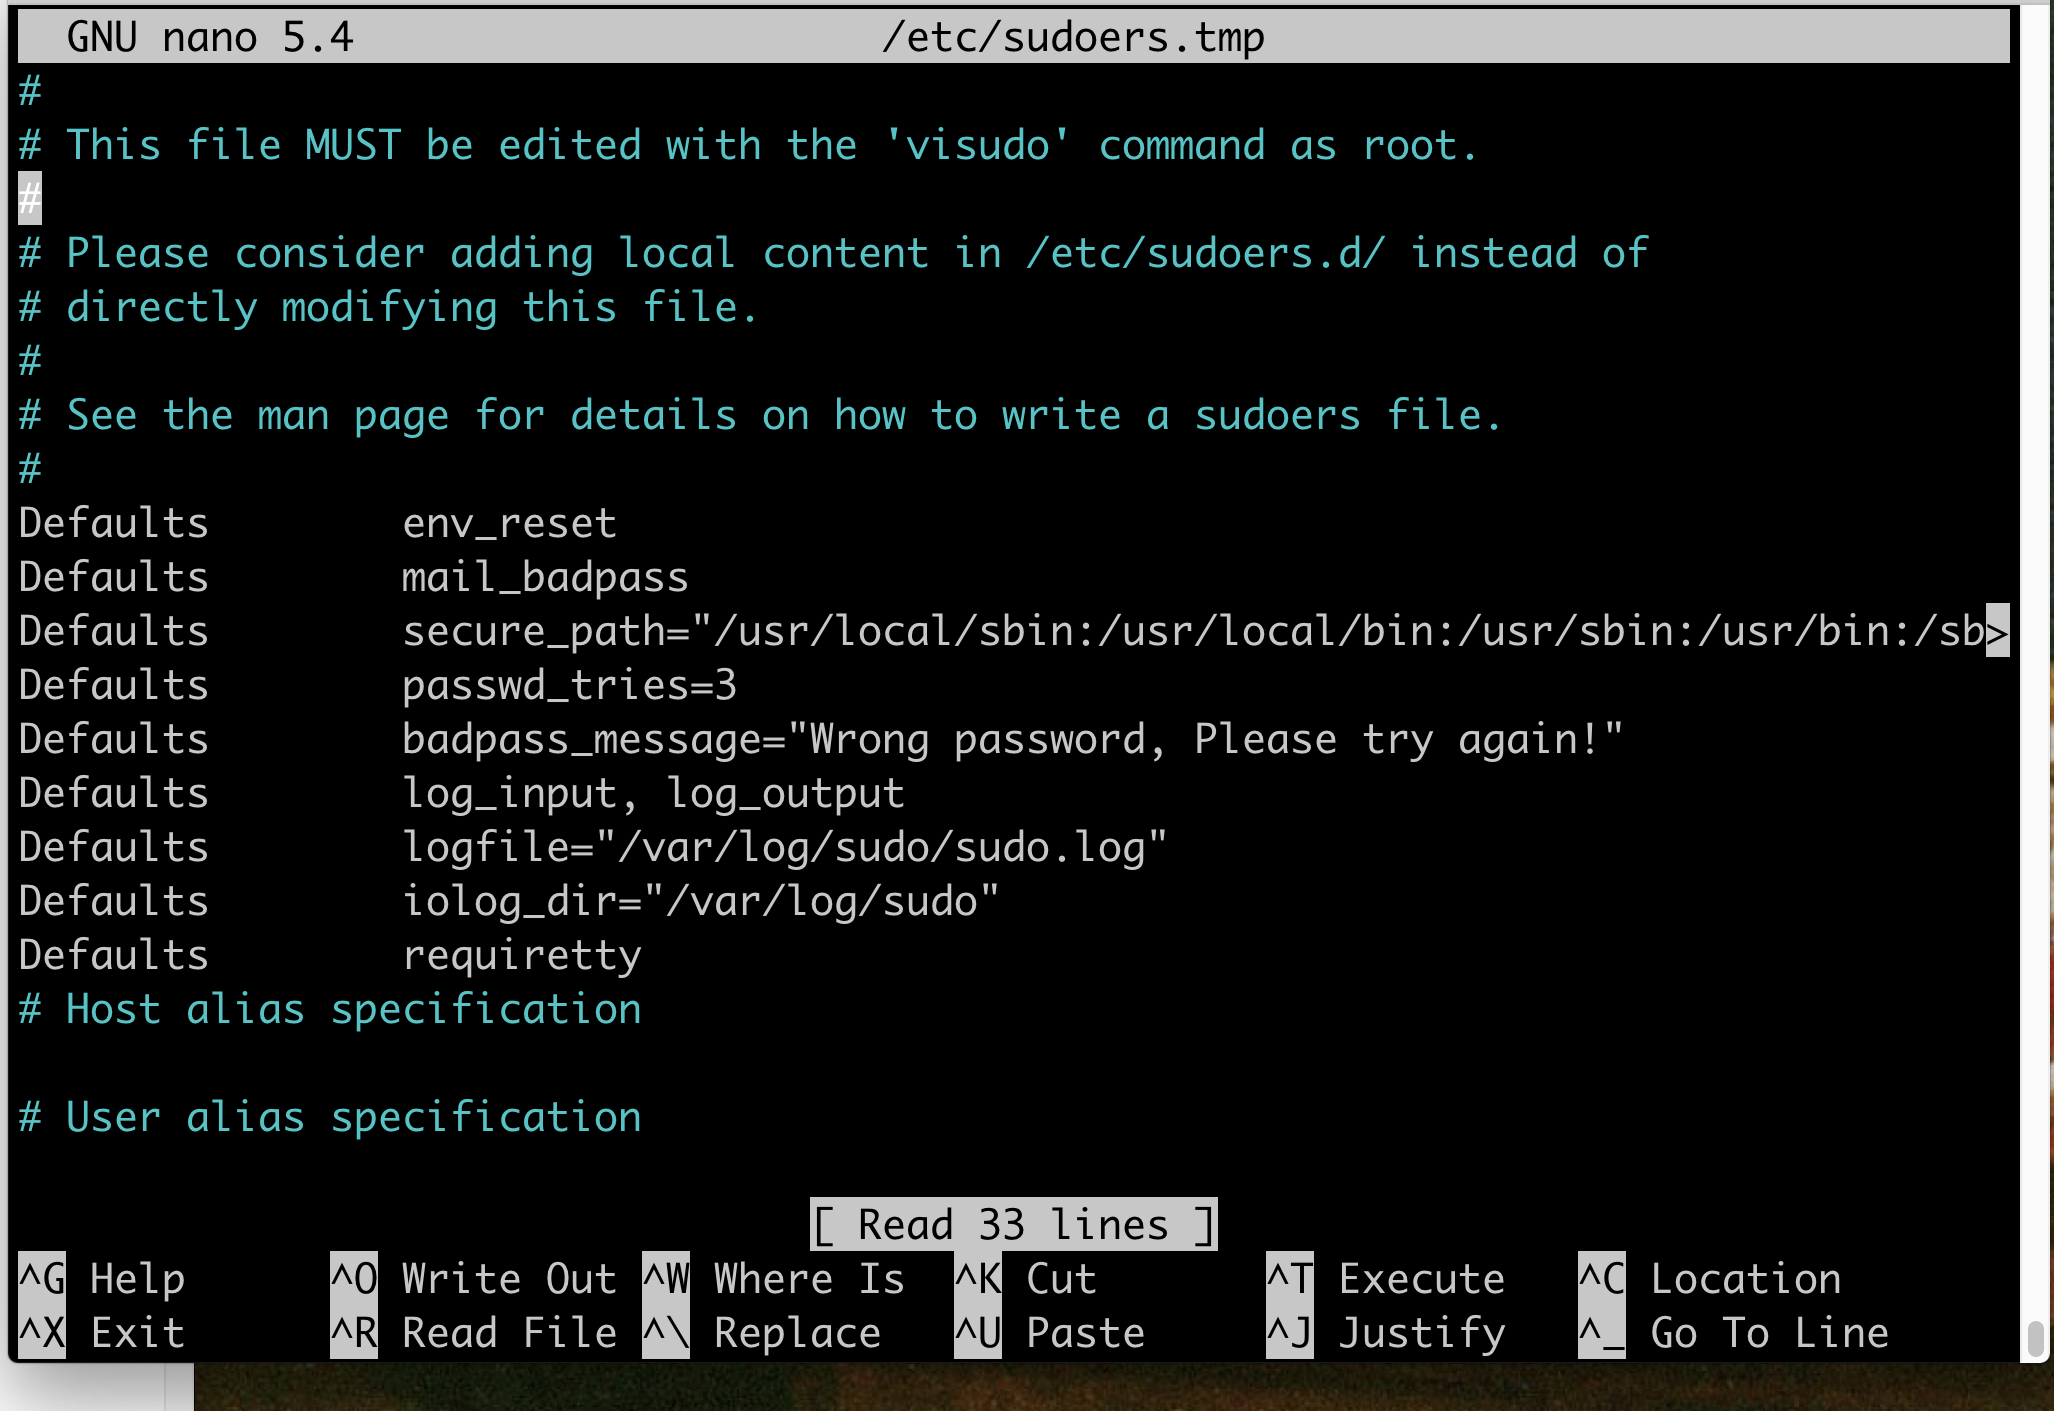 GNU nano 5.4 /etc/sudoers.tmp
#
# This file MUST be edited with the 'visudo' command as root.
#
# Please consider adding local content in /etc/sudoers.d/ instead of
# directly modifying this file.
#
# See the man page for details on how to write a sudoers file.
#
Defaults        env_reset
Defaults        mail_badpass
Defaults        secure_path="/usr/local/sbin:/usr/local/bin:/usr/sbin:/usr/bin:/sb>
Defaults        passwd_tries=3
Defaults        badpass_message="Wrong password, Please try again!"
Defaults        log_input, log_output
Defaults        logfile="/var/log/sudo/sudo.log"
Defaults        iolog_dir="/var/log/sudo"
Defaults        requiretty
# Host alias specification
# User alias specification
[ Read 33 lines ]
^G Help ^O Write Out ^W Where Is ^K Cut ^T Execute ^C Location
^X Exit ^R Read File ^\ Replace ^U Paste ^J Justify ^_ Go To Line